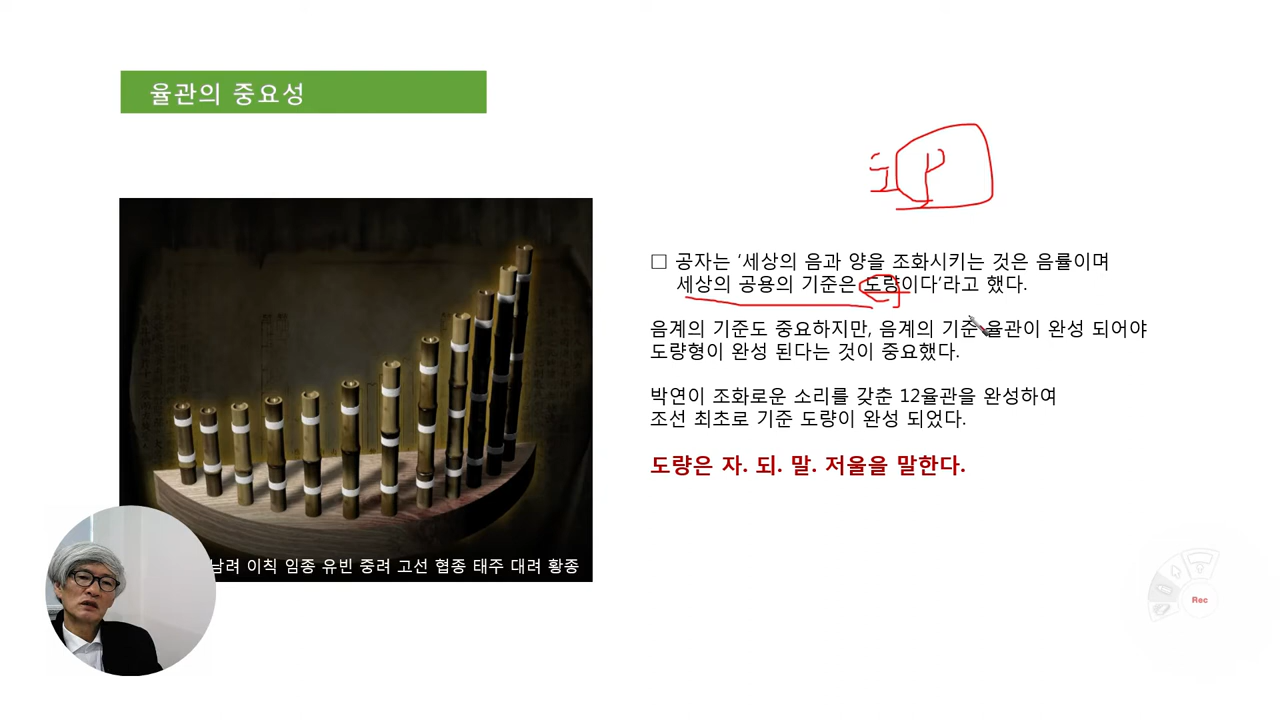 율관의 중요성
P
□ 공자는 '세상의 음과 양을 조화시키는 것은 음률이며
세상의 공용의 기준은 도량이다'라고 했다.
음계의 기준도 중요하지만, 음계의 기준 율관이 완성 되어야
도량형이 완성 된다는 것이 중요했다.
박연이 조화로운 소리를 갖춘 12율관을 완성하여
조선 최초로 기준 도량이 완성 되었다.
도량은 자. 되. 말. 저울을 말한다.
남려 이칙 임종 유빈 중려 고선 협종 태주 대려 황종
Rec